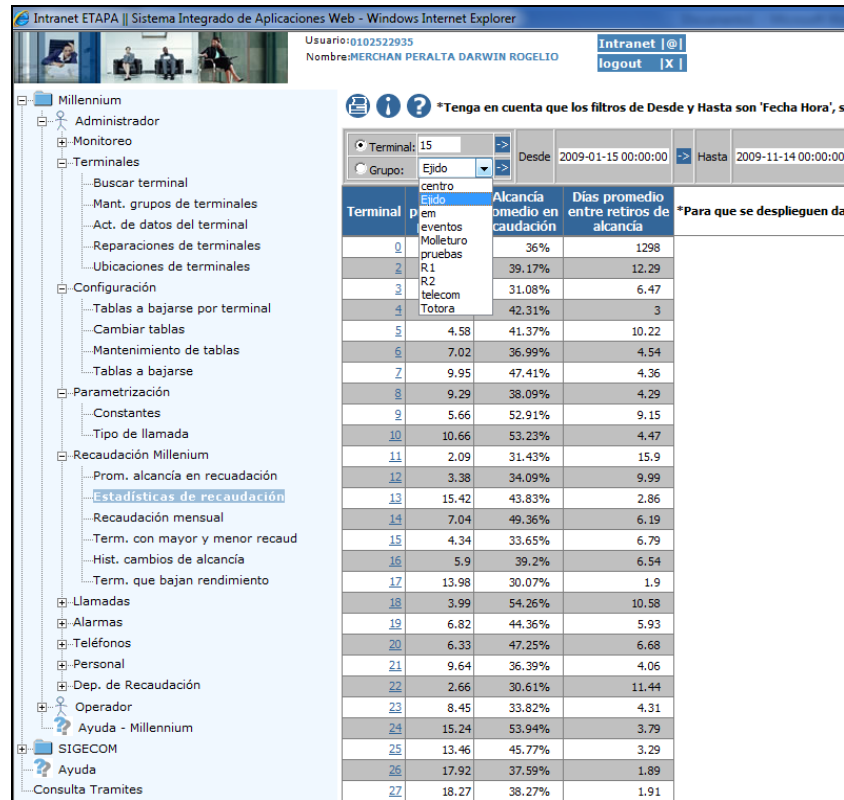 Intranet ETAPA || Sistema Integrado de Aplicaciones Web - Windows Internet Explorer
Usuario:0102522935
Nombre:MERCHAN PERALTA DARWIN ROGELIO
Intranet |@|
logout |X|
Millennium
Administrador
Monitoreo
Terminales
Buscar terminal
Mant. grupos de terminales
Act. de datos del terminal
Reparaciones de terminales
Ubicaciones de terminales
Configuración
Tablas a bajarse por terminal
Cambiar tablas
Mantenimiento de tablas
Tablas a bajarse
Parametrización
Constantes
Tipo de llamada
Recaudación Millenium
Prom. alcancía en recuadación
Estadísticas de recaudación
Recaudación mensual
Term. con mayor y menor recaud
Hist. cambios de alcancía
Term. que bajan rendimiento
Llamadas
Alarmas
Teléfonos
Personal
Dep. de Recaudación
Operador
Ayuda - Millennium
SIGECOM
Ayuda
Consulta Tramites
*Tenga en cuenta que los filtros de Desde y Hasta son 'Fecha Hora', s
Terminal: 15 ->
Grupo: Ejido ->
Desde 2009-01-15 00:00:00 -> Hasta 2009-11-14 00:00:00
centro
Ejido
em
eventos
Molleturo
pruebas
R1
R2
telecom
Totora
Terminal
Alcancía
omedio en
caudación
Días promedio
entre retiros de
alcancía
*Para que se desplieguen da
0 36% 1298
2 39.17% 12.29
3 31.08% 6.47
4 42.31% 3
5 4.58 41.37% 10.22
6 7.02 36.99% 4.54
7 9.95 47.41% 4.36
8 9.29 38.09% 4.29
9 5.66 52.91% 9.15
10 10.66 53.23% 4.47
11 2.09 31.43% 15.9
12 3.38 34.09% 9.99
13 15.42 43.83% 2.86
14 7.04 49.36% 6.19
15 4.34 33.65% 6.79
16 5.9 39.2% 6.54
17 13.98 30.07% 1.9
18 3.99 54.26% 10.58
19 6.82 44.36% 5.93
20 6.33 47.25% 6.68
21 9.64 36.39% 4.06
22 2.66 30.61% 11.44
23 8.45 33.82% 4.31
24 15.24 53.94% 3.79
25 13.46 45.77% 3.29
26 17.92 37.59% 1.89
27 18.27 38.27% 1.91